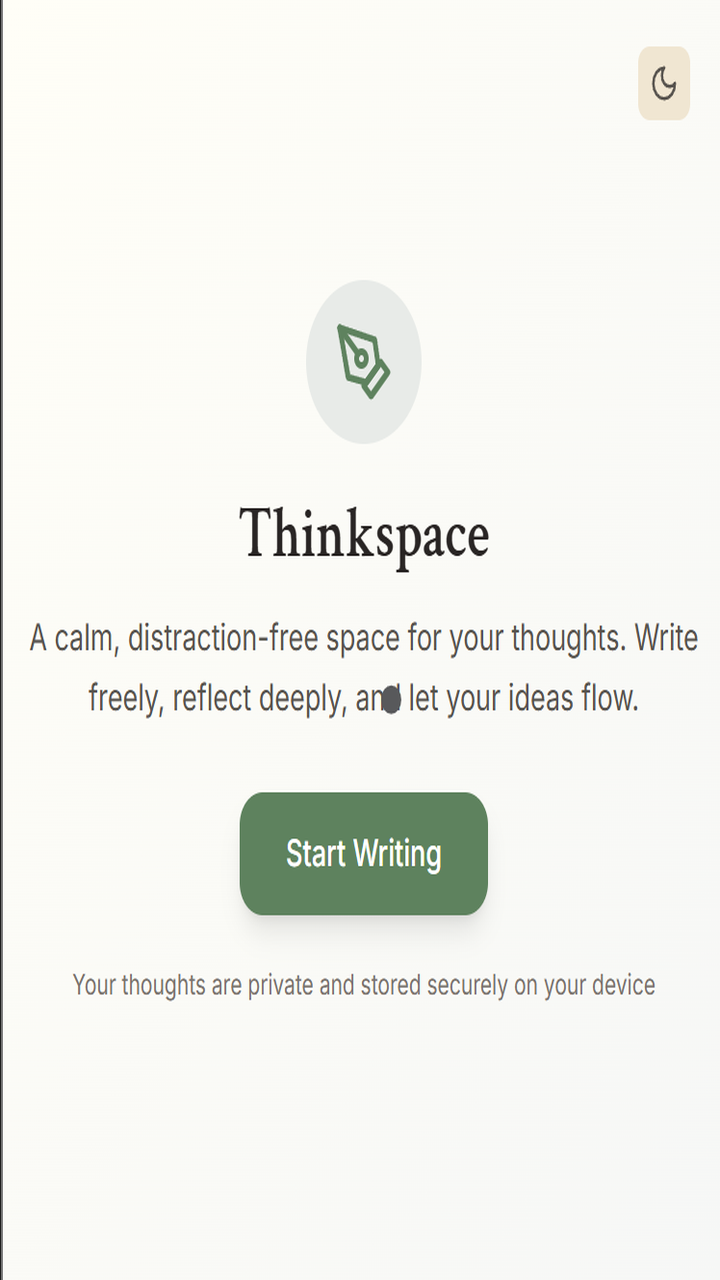 Thinkspace
A calm, distraction-free space for your thoughts. Write
freely, reflect deeply, and let your ideas flow.
Start Writing
Your thoughts are private and stored securely on your device